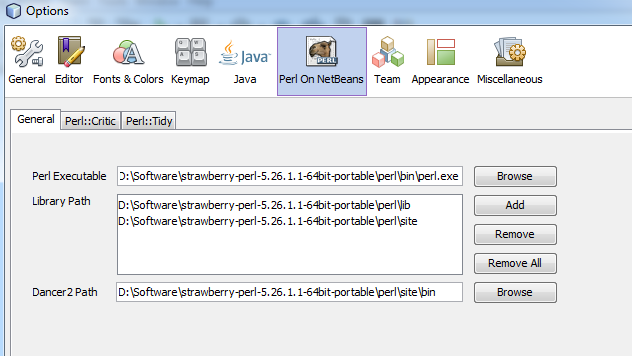 Options
General Editor Fonts & Colors Keymap Java Perl On NetBeans Team Appearance Miscellaneous
General Perl::Critic Perl::Tidy
Perl Executable D:\Software\strawberry-perl-5.26.1.1-64bit-portable\perl\bin\perl.exe Browse
Library Path D:\Software\strawberry-perl-5.26.1.1-64bit-portable\perl\lib Add
D:\Software\strawberry-perl-5.26.1.1-64bit-portable\perl\site
Remove
Remove All
Dancer2 Path D:\Software\strawberry-perl-5.26.1.1-64bit-portable\perl\site\bin Browse